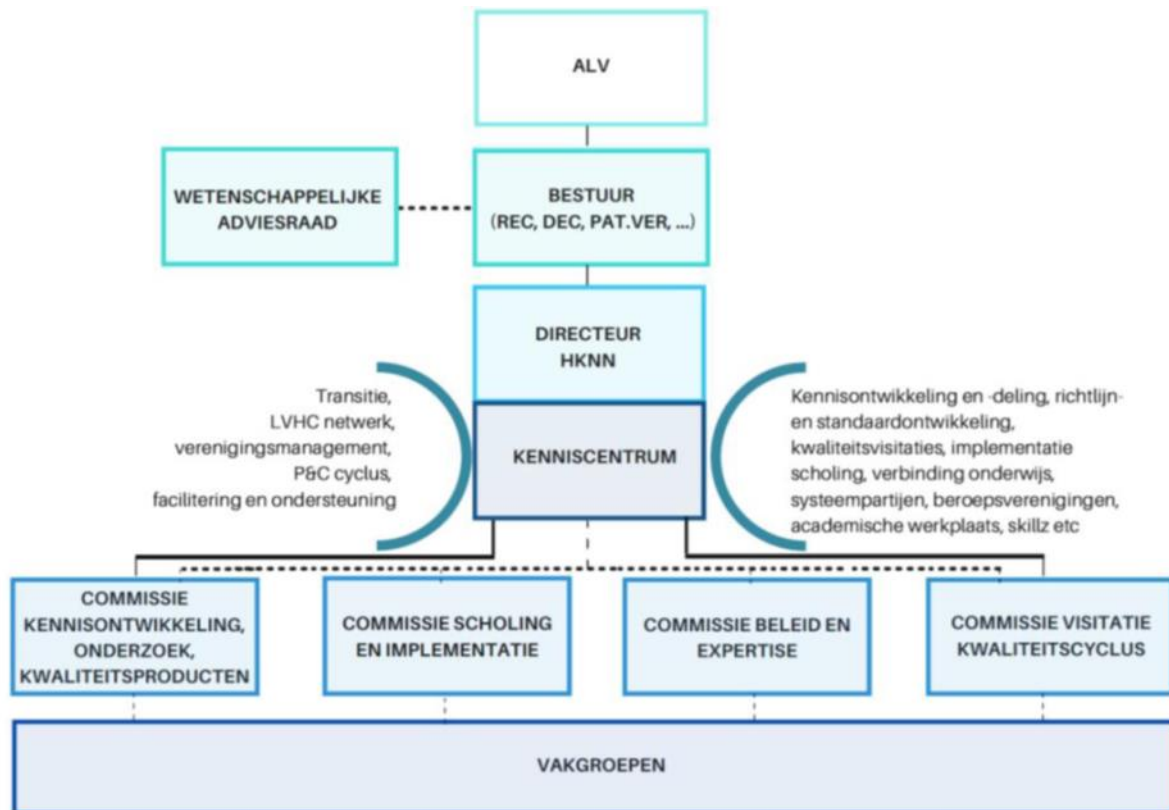 ALV
WETENSCHAPPELIJKE
ADVIESRAAD
BESTUUR
(REC, DEC, PAT.VER, ...)
DIRECTEUR
HKNN
Transitie,
LVHC netwerk,
verenigingsmanagement,
P&C cyclus,
facilitering en ondersteuning
KENNISCENTRUM
Kennisontwikkeling en -deling, richtlijn-
en standaardontwikkeling,
kwaliteitsvisitaties, implementatie
scholing, verbinding onderwijs,
systeempartijen, beroepsverenigingen,
academische werkplaats, skillz etc
COMMISSIE
KENNISONTWIKKELING,
ONDERZOEK,
KWALITEITSPRODUCTEN
COMMISSIE SCHOLING
EN IMPLEMENTATIE
COMMISSIE BELEID EN
EXPERTISE
COMMISSIE VISITATIE
KWALITEITSCYCLUS
VAKGROEPEN